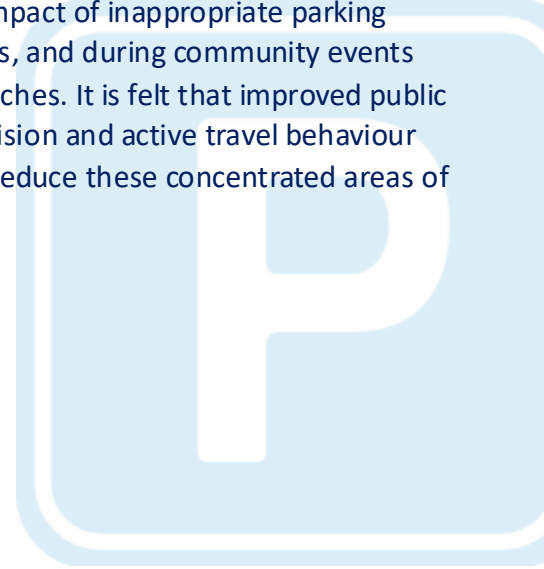 mpact of inappropriate parking
s, and during community events
ches. It is felt that improved public
ision and active travel behaviour
educe these concentrated areas of
P